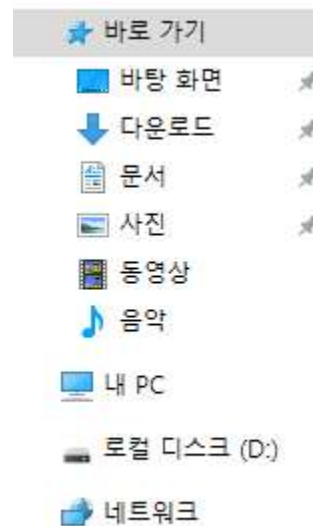 바로 가기
바탕 화면
다운로드
문서
사진
동영상
음악
내 PC
로컬 디스크 (D:)
네트워크